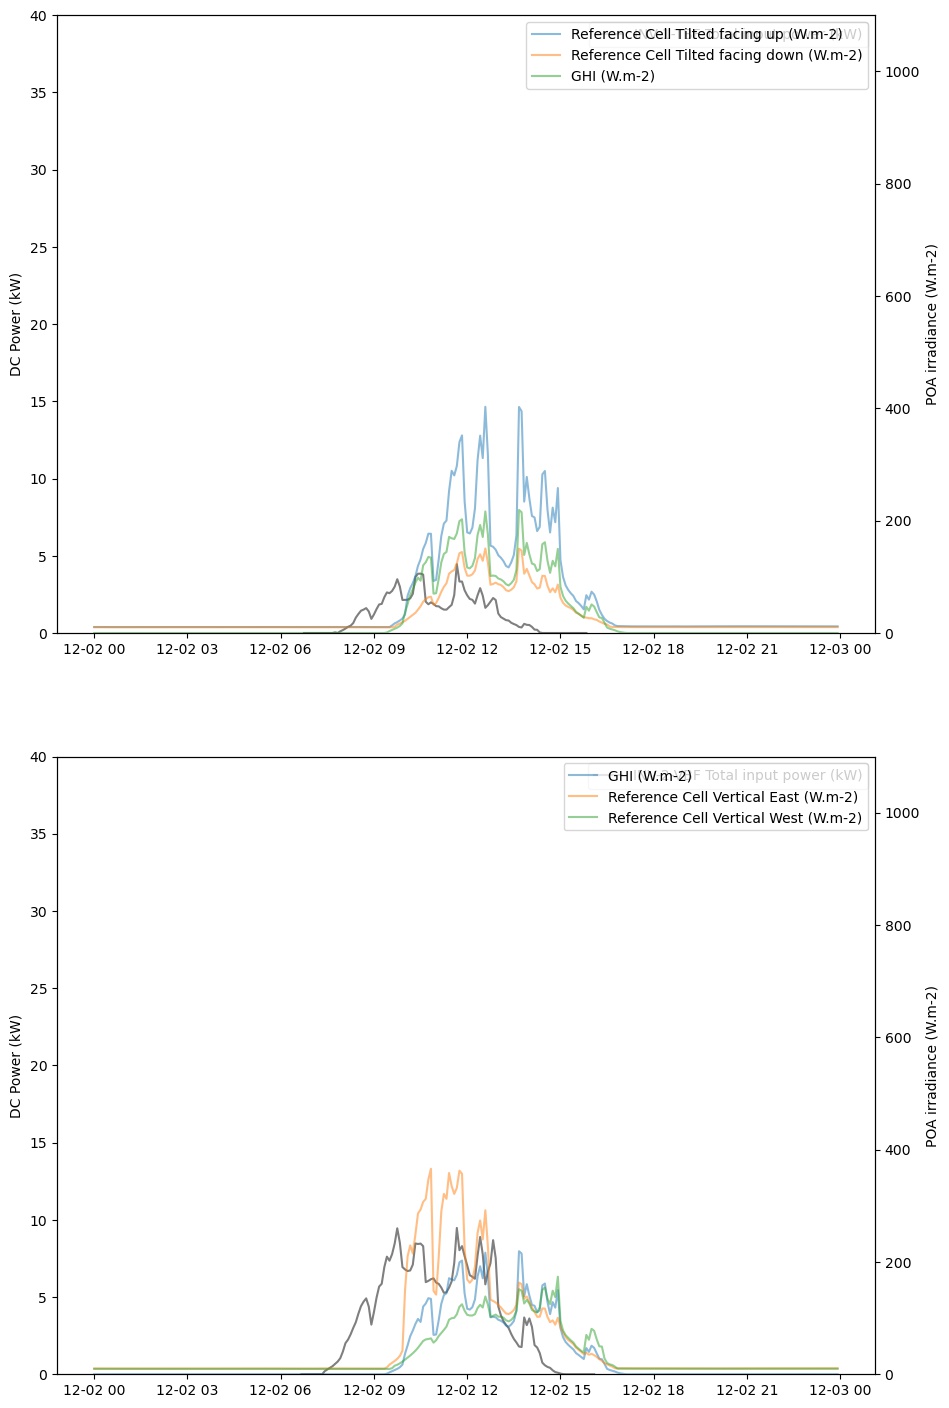 40
35
30
25
20
15
10
5
0
DC Power (kW)
Reference Cell Tilted facing up (W.m-2)
Reference Cell Tilted facing down (W.m-2)
GHI (W.m-2)
1000
800
600
400
200
0
POA irradiance (W.m-2)
12-02 00 12-02 03 12-02 06 12-02 09 12-02 12 12-02 15 12-02 18 12-02 21 12-03 00
40
35
30
25
20
15
10
5
0
DC Power (kW)
GHI (W.m-2) Total input power (kW)
Reference Cell Vertical East (W.m-2)
Reference Cell Vertical West (W.m-2)
1000
800
600
400
200
0
POA irradiance (W.m-2)
12-02 00 12-02 03 12-02 06 12-02 09 12-02 12 12-02 15 12-02 18 12-02 21 12-03 00